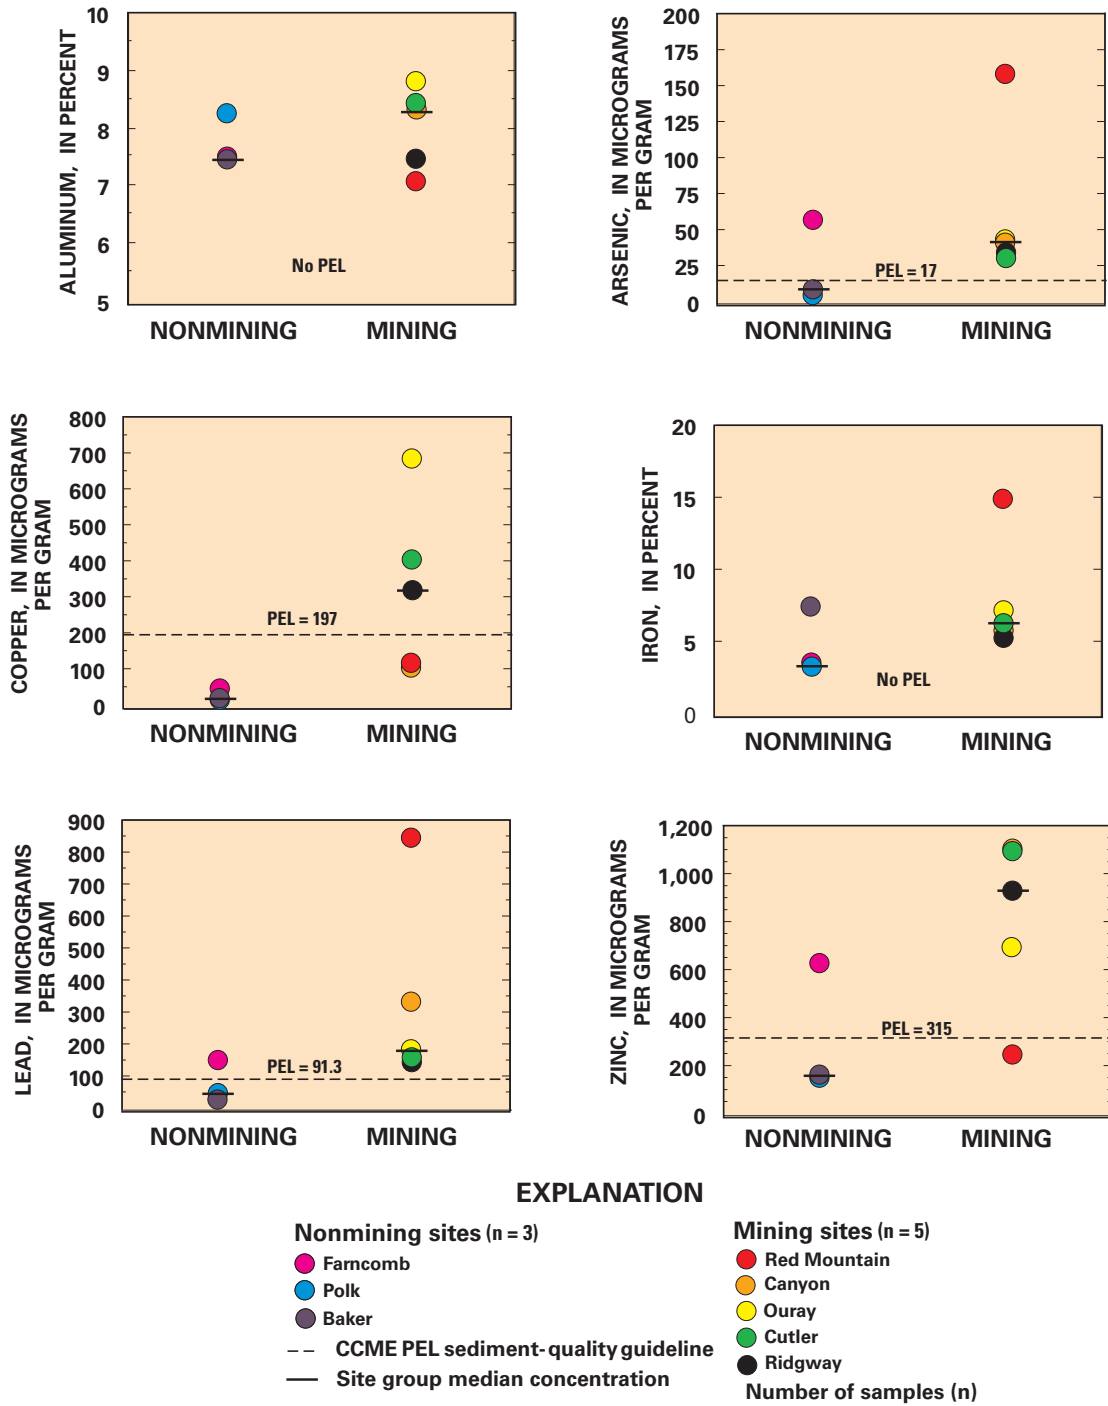 ALUMINUM, IN PERCENT
10
9
8
7
6
5
No PEL
NONMINING MINING
ARSENIC, IN MICROGRAMS
PER GRAM
200
175
150
125
100
75
50
25
0
PEL = 17
NONMINING MINING
COPPER, IN MICROGRAMS
PER GRAM
800
700
600
500
400
300
200
100
0
PEL = 197
NONMINING MINING
IRON, IN PERCENT
20
15
10
5
0
No PEL
NONMINING MINING
LEAD, IN MICROGRAMS
PER GRAM
900
800
700
600
500
400
300
200
100
0
PEL = 91.3
NONMINING MINING
ZINC, IN MICROGRAMS
PER GRAM
1,200
1,000
800
600
400
200
0
PEL = 315
NONMINING MINING
EXPLANATION
Nonmining sites (n = 3)
Farncomb
Polk
Baker
CCME PEL sediment-quality guideline
Site group median concentration
Mining sites (n = 5)
Red Mountain
Canyon
Ouray
Cutler
Ridgway
Number of samples (n)